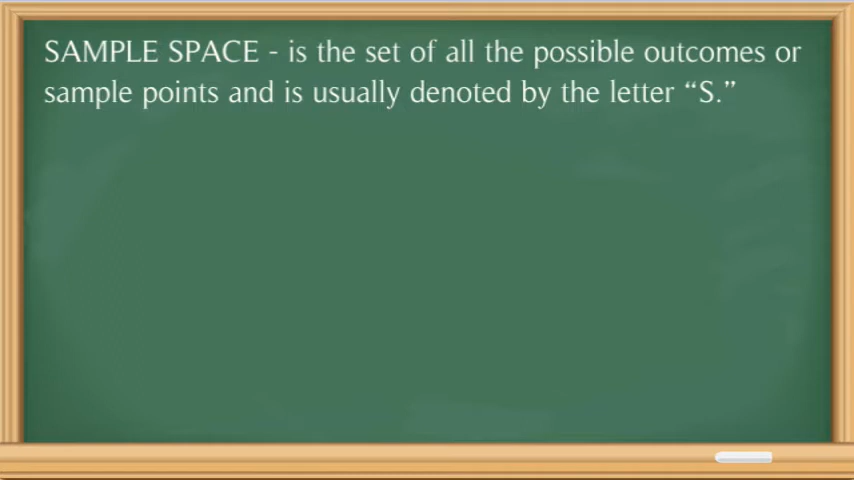 SAMPLE SPACE - is the set of all the possible outcomes or
sample points and is usually denoted by the letter “S.”